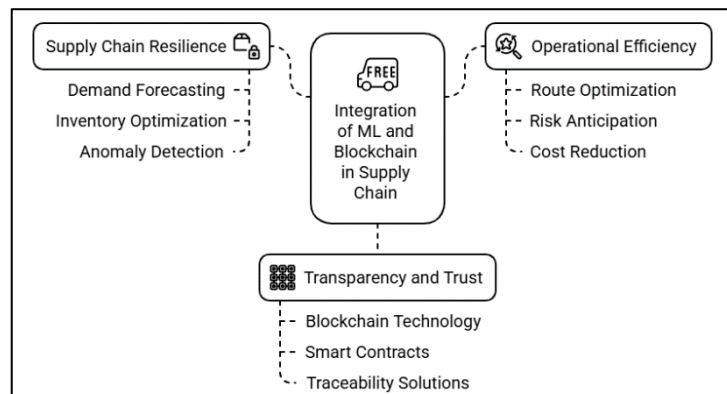 Supply Chain Resilience
Demand Forecasting
Inventory Optimization
Anomaly Detection
FREE
Integration
of ML and
Blockchain
in Supply
Chain
Operational Efficiency
Route Optimization
Risk Anticipation
Cost Reduction
Transparency and Trust
Blockchain Technology
Smart Contracts
Traceability Solutions